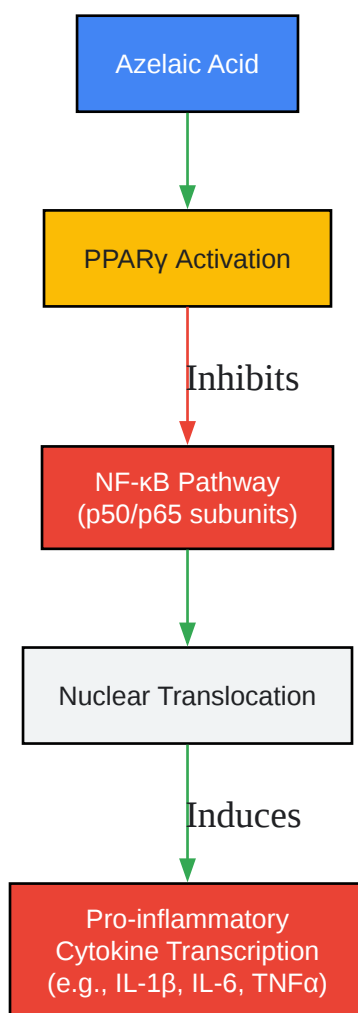 Azelaic Acid
PPARγ Activation
Inhibits
NF-κB Pathway
(p50/p65 subunits)
Nuclear Translocation
Induces
Pro-inflammatory
Cytokine Transcription
(e.g., IL-1β, IL-6, TNFα)